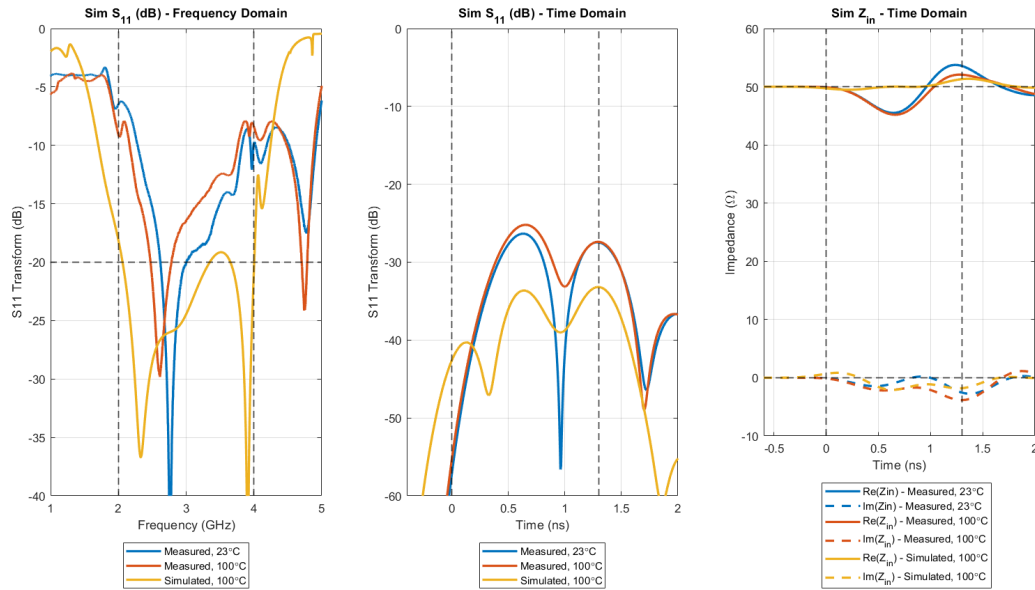 Sim S11 (dB) - Frequency Domain
0
-5
-10
-15
-20
-25
-30
-35
-40
S11 Transform (dB)
0 1 2 3 4 5
Frequency (GHz)
Measured, 23°C
Measured, 100°C
Simulated, 100°C
Sim S11 (dB) - Time Domain
0
-10
-20
-30
-40
-50
-60
S11 Transform (dB)
0 0.5 1 1.5 2
Time (ns)
Measured, 23°C
Measured, 100°C
Simulated, 100°C
Sim Zin - Time Domain
60
50
40
30
20
10
0
-10
Impedance (Ω)
-0.5 0 0.5 1 1.5 2
Time (ns)
Re(Zin) - Measured, 23°C
Im(Zin) - Measured, 23°C
Re(Zin) - Measured, 100°C
Im(Zin) - Measured, 100°C
Re(Zin) - Simulated, 100°C
Im(Zin) - Simulated, 100°C